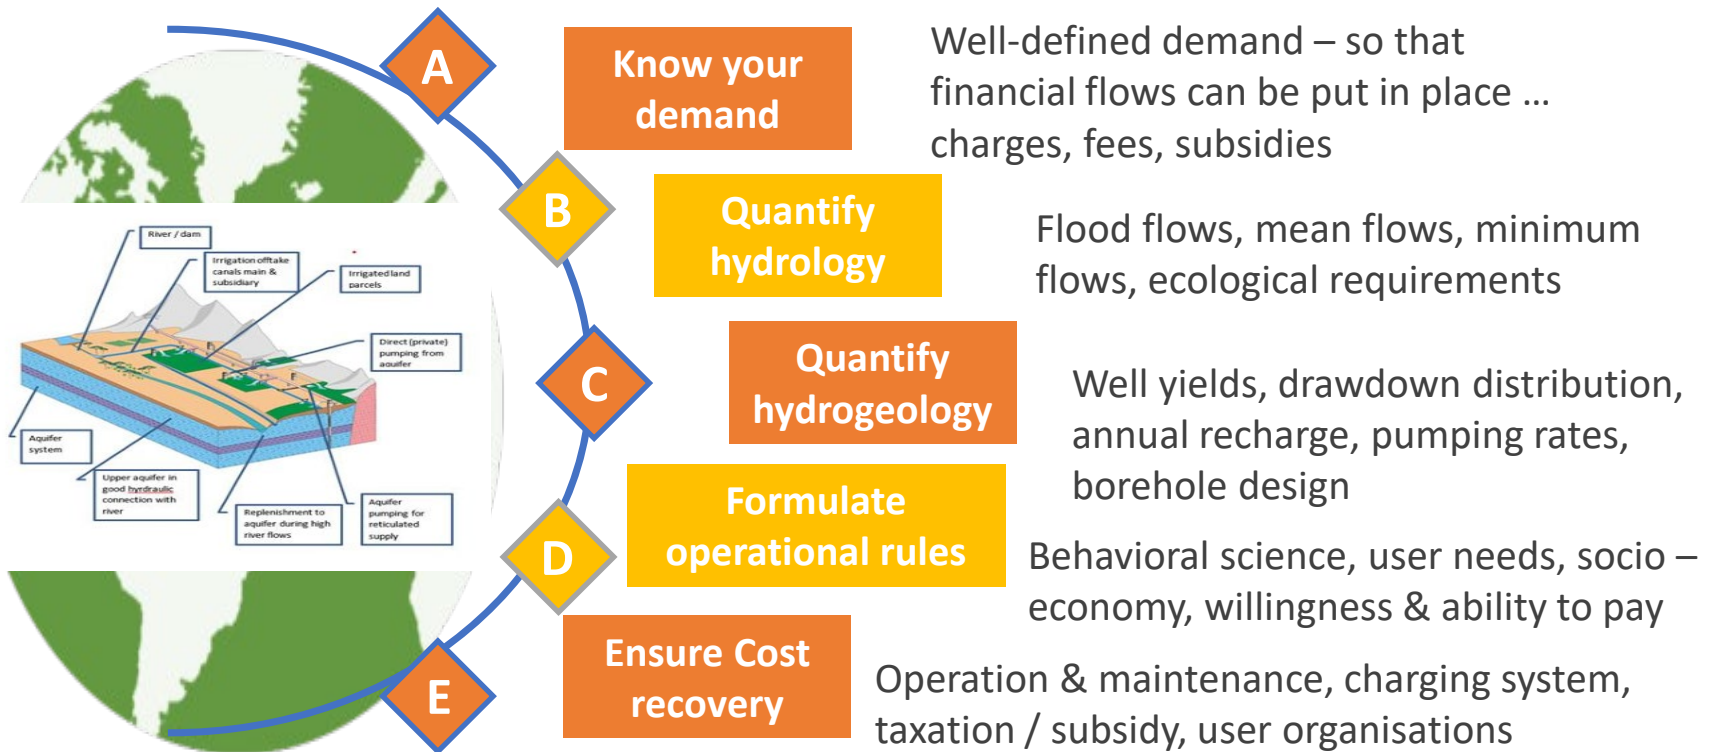 A
Know your
demand
Well-defined demand – so that
financial flows can be put in place ...
charges, fees, subsidies
B
Quantify
hydrology
Flood flows, mean flows, minimum
flows, ecological requirements
C
Quantify
hydrogeology
Well yields, drawdown distribution,
annual recharge, pumping rates,
borehole design
D
Formulate
operational rules
Behavioral science, user needs, socio –
economy, willingness & ability to pay
E
Ensure Cost
recovery
Operation & maintenance, charging system,
taxation / subsidy, user organisations
River / dam
Irrigation offtake
canals main &
subsidiary
Irrigated land
parcels
Direct (private)
pumping from
aquifer
Aquifer
system
Upper aquifer in
good hyrdraulic
connection with
river
Replenishment to
aquifer during high
river flows
Aquifer
pumping for
reticulated
supply